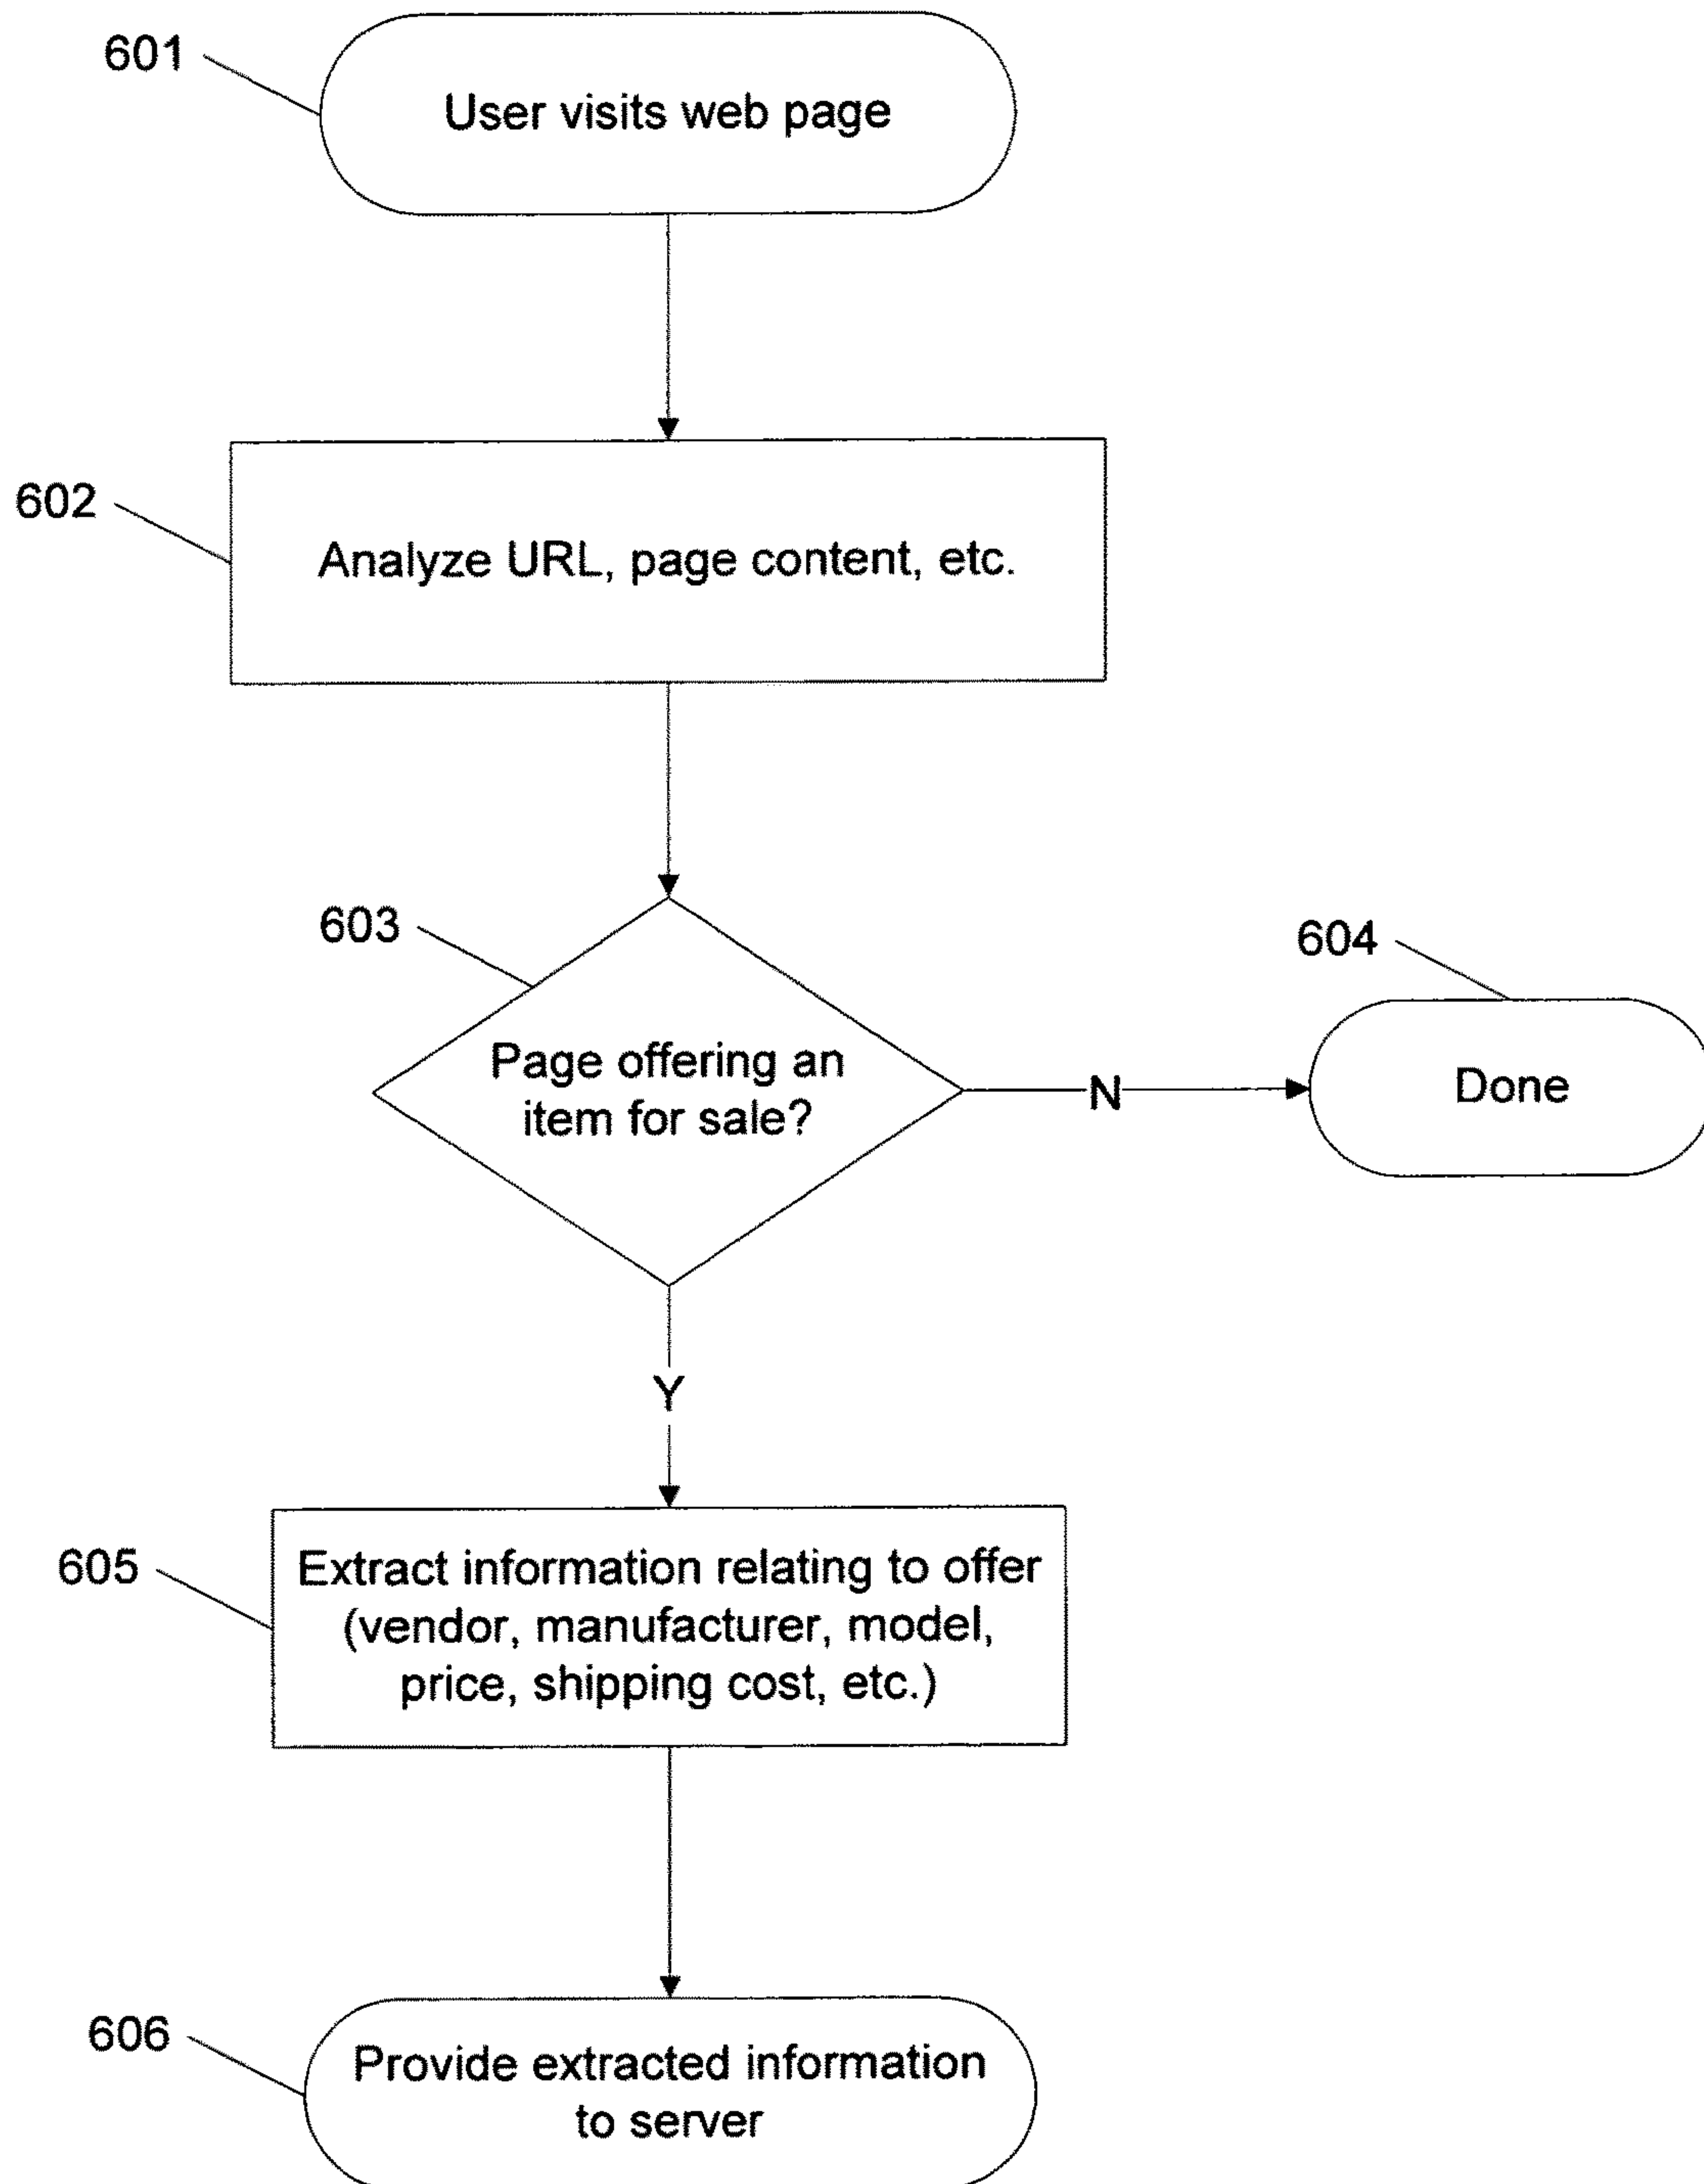 601
User visits web page
602
Analyze URL, page content, etc.
603
604
Page offering an
item for sale?
N
Done
Y
605
Extract information relating to offer
(vendor, manufacturer, model,
price, shipping cost, etc.)
606
Provide extracted information
to server